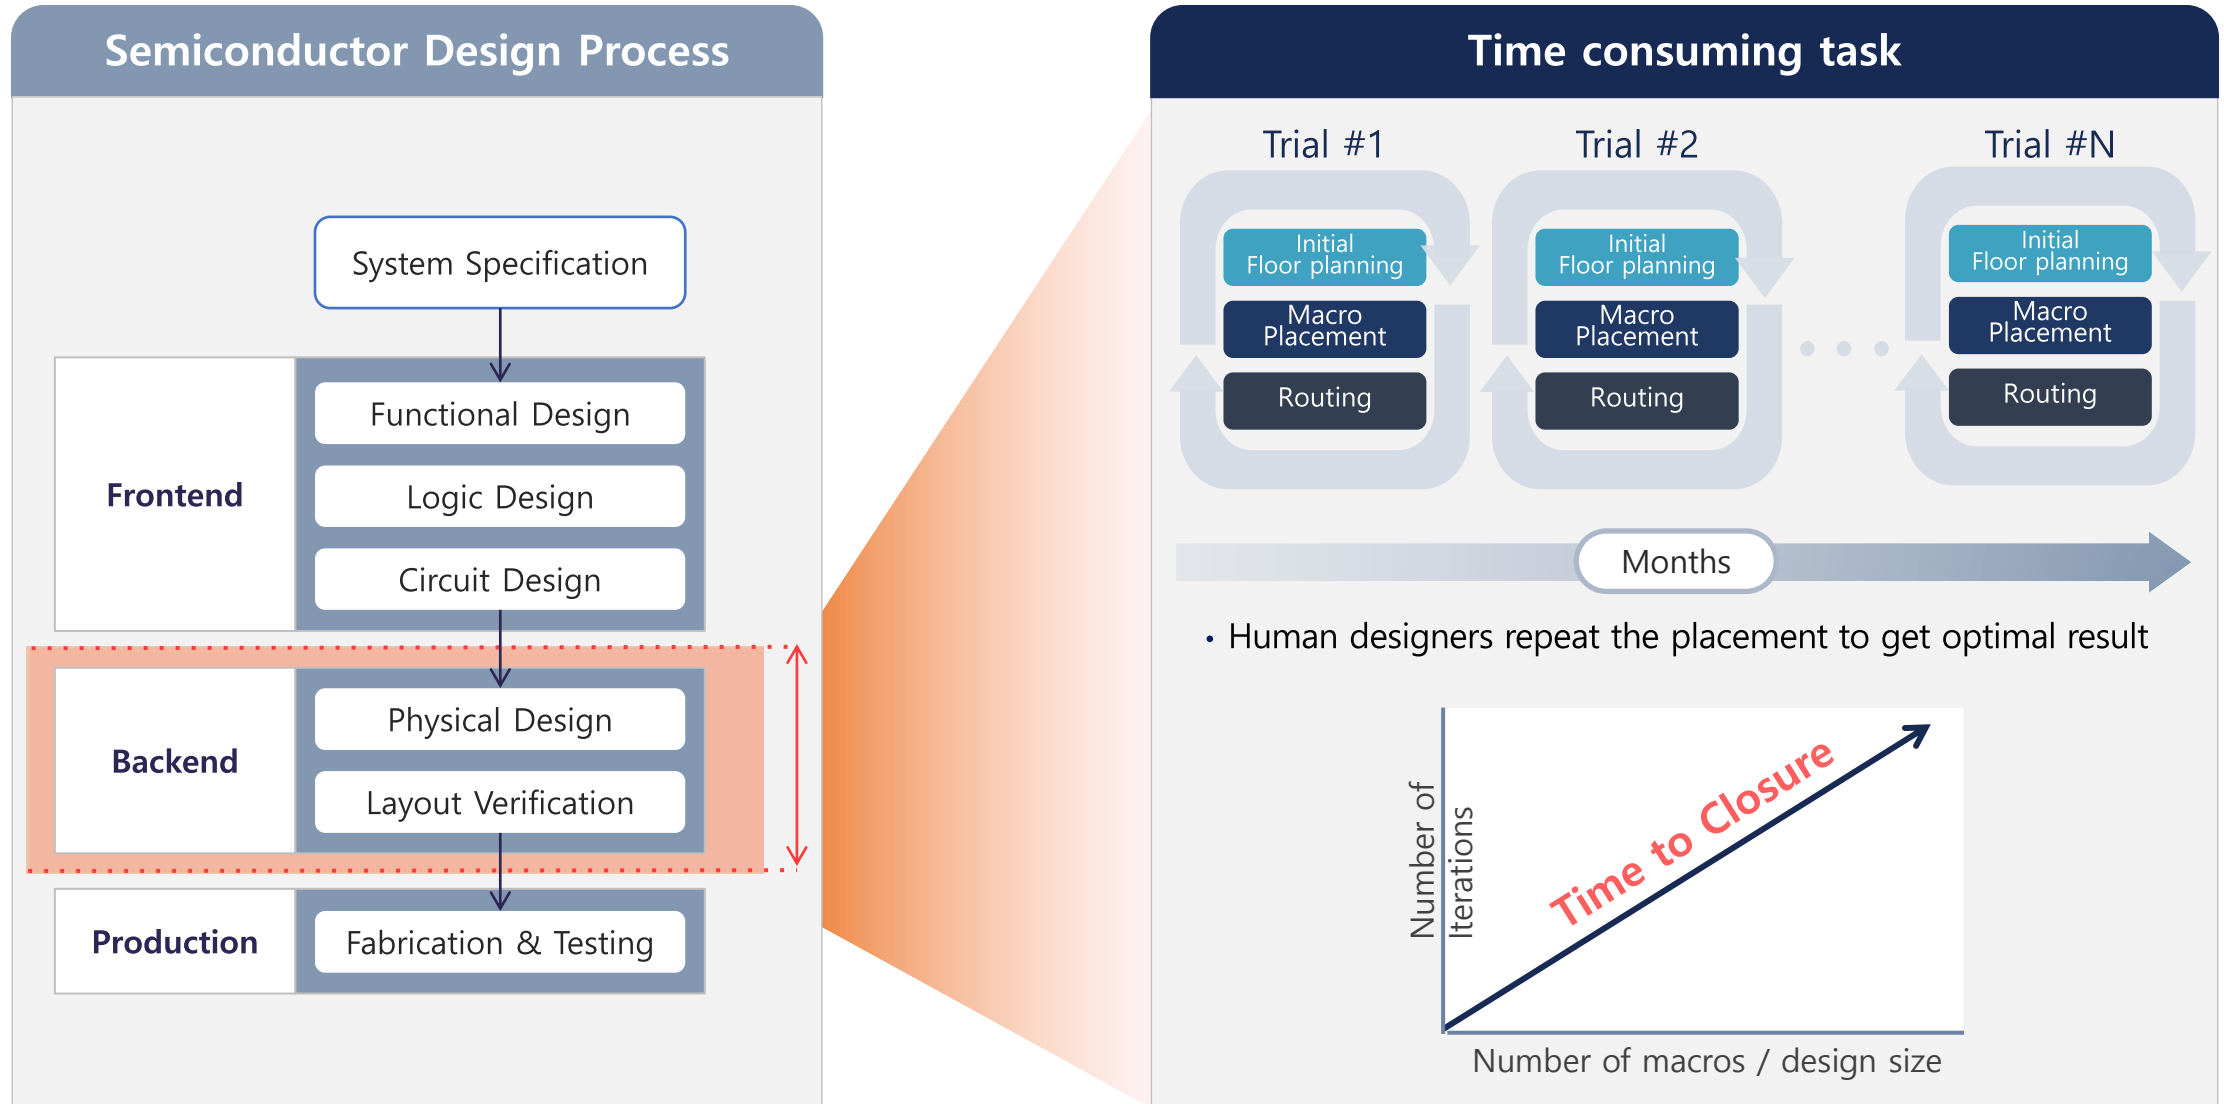 Semiconductor Design Process
System Specification
Frontend
Functional Design
Logic Design
Circuit Design
Backend
Physical Design
Layout Verification
Production
Fabrication & Testing
Time consuming task
Trial #1
Initial
Floor planning
Macro
Placement
Routing
Trial #2
Initial
Floor planning
Macro
Placement
Routing
Trial #N
Initial
Floor planning
Macro
Placement
Routing
Months
• Human designers repeat the placement to get optimal result
Number of
Iterations
Time to Closure
Number of macros / design size